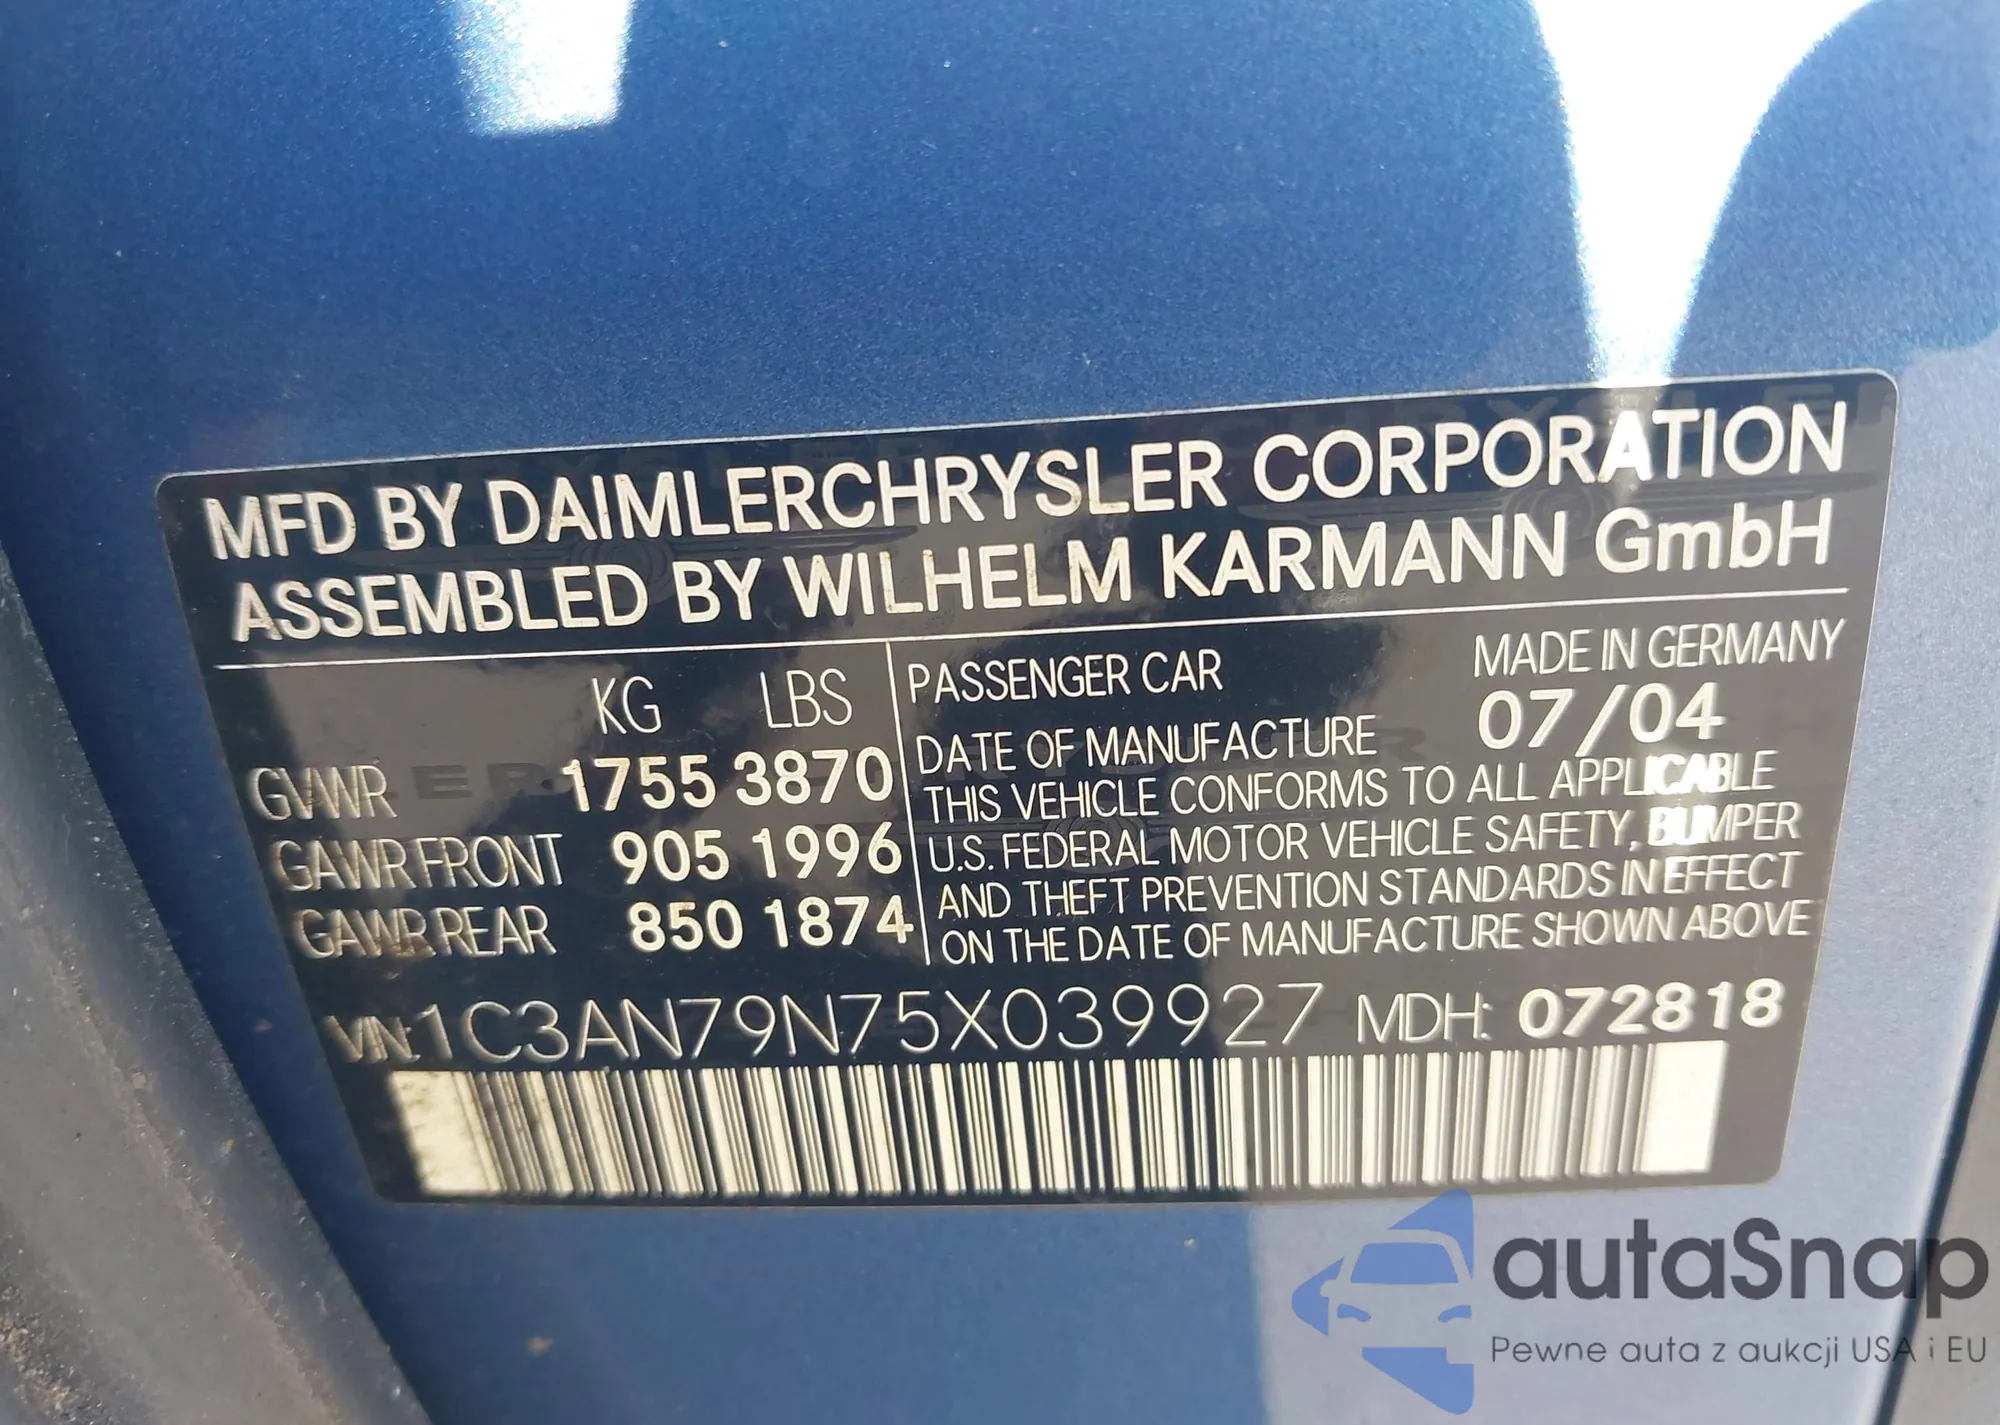 MFD BY DAIMLERCHRYSLER CORPORATION
ASSEMBLED BY WILHELM KARMANN GmbH
KG LBS
GVWR 1755 3870
GAWR FRONT 905 1996
GAWR REAR 850 1874
PASSENGER CAR MADE IN GERMANY
DATE OF MANUFACTURE 07/04
THIS VEHICLE CONFORMS TO ALL APPLICABLE
U.S. FEDERAL MOTOR VEHICLE SAFETY, BUMPER
AND THEFT PREVENTION STANDARDS IN EFFECT
ON THE DATE OF MANUFACTURE SHOWN ABOVE
VIN:1C3AN79N75X039927 MDH: 072818
autaSnap
Pewne auta z aukcji USA i EU